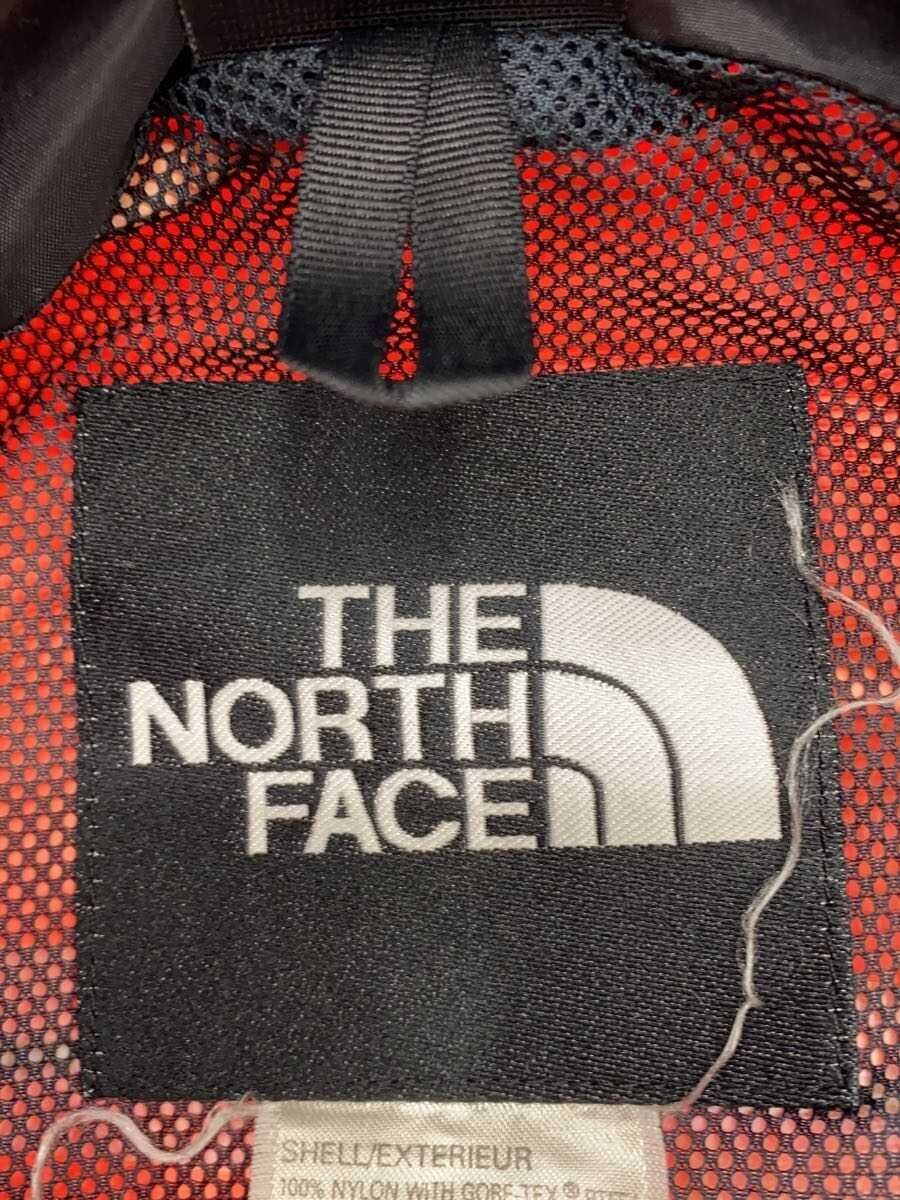 THE
NORTH
FACE
SHELL/EXTERIEUR
100% NYLON WITH GORE-TEX®